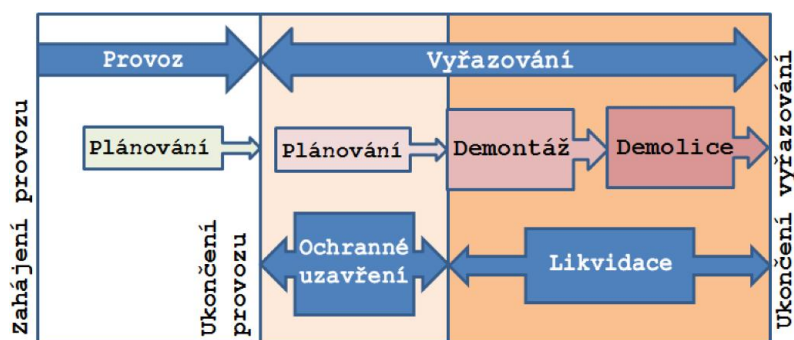 Provoz
Vyřazování
Plánování
Plánování
Demontáž
Demolice
Ochranné
uzavření
Likvidace
Zahájení provozu
Ukončení
provozu
Ukončení vyřazování